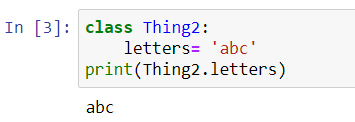 In [3]: class Thing2:
    letters= 'abc'
print(Thing2.letters)
abc